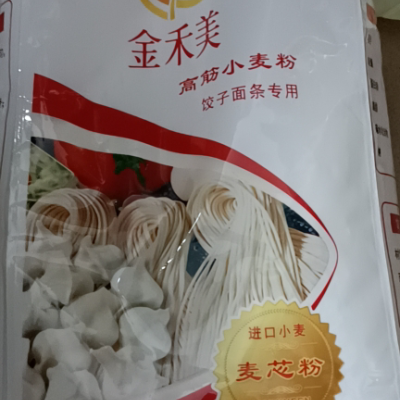 金禾美
高筋小麦粉
饺子面条专用
进口小麦
麦芯粉